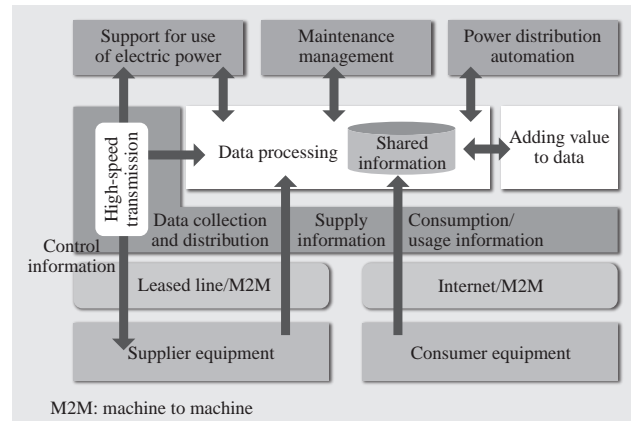 Support for use
of electric power
Maintenance
management
Power distribution
automation
High-speed
transmission
Data processing
Shared
information
Adding value
to data
Data collection
and distribution
Supply
information
Consumption/
usage information
Control
information
Leased line/M2M
Internet/M2M
Supplier equipment
Consumer equipment
M2M: machine to machine